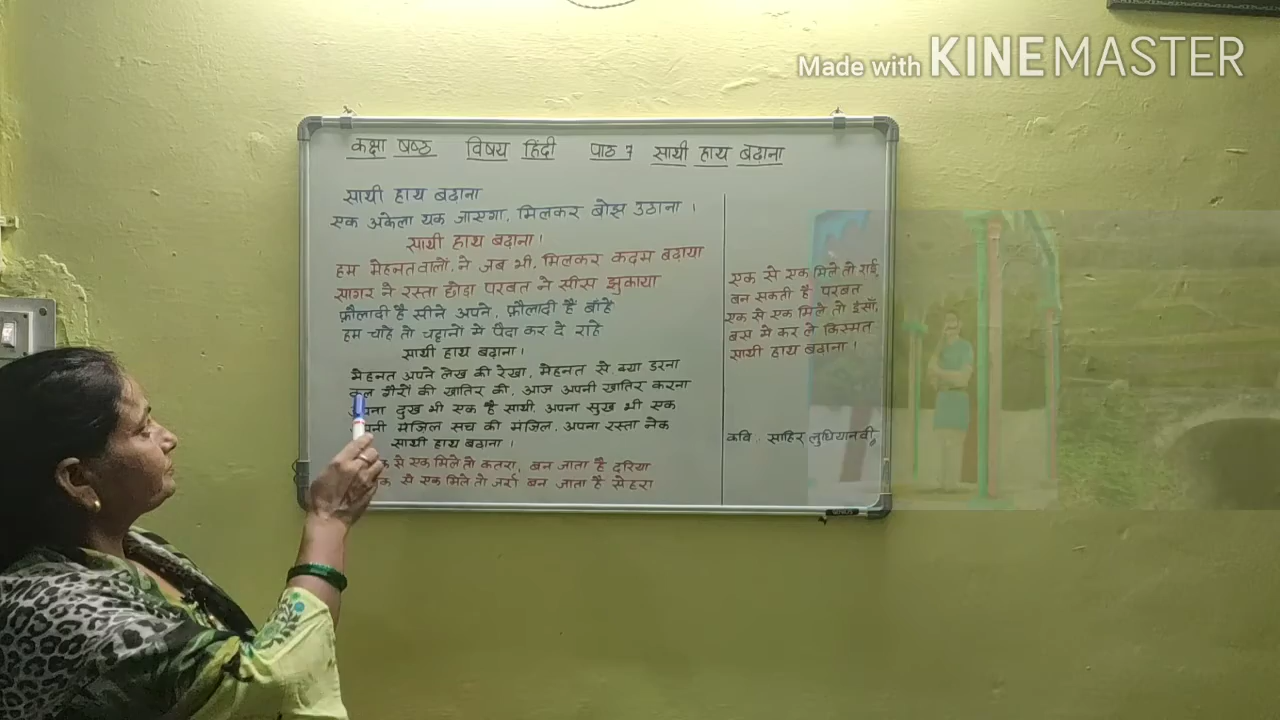 Made with KINEMASTER
कक्षा षष्ठ विषय हिंदी पाठ 7 साथी हाथ बढ़ाना
साथी हाथ बढाना
एक अकेला थक जाएगा, मिलकर बोझ उठाना ।
साथी हाथ बढ़ाना ।
हम मेहनतवालों ने जब भी, मिलकर कदम बढ़ाया
सागर ने रस्ता छोड़ा परबत ने सीस झुकाया
फ़ौलादी है सीने अपने, फ़ौलादी हैं बाँहें
हम चाहे तो चट्टानों में पैदा कर दे राहे
साथी हाथ बढ़ाना ।
मेहनत अपने लेख की रेखा, मेहनत से क्या डरना
कल गैरों की खातिर की, आज अपनी खातिर करना
अपना दुख भी एक है साथी, अपना सुख भी एक
अपनी मंजिल सच की मंजिल, अपना रस्ता नेक
साथी हाथ बढ़ाना ।
से एक मिले तो कतरा, बन जाता है दरिया
से एक मिले तो जर्रा बन जाता है सेहरा
एक से एक मिले तो राई,
बन सकती है परबत
एक से एक मिले तो इंसाँ,
बस में कर ले किस्मत
साथी हाथ बढ़ाना ।
कवि :- साहिर लुधियानवी